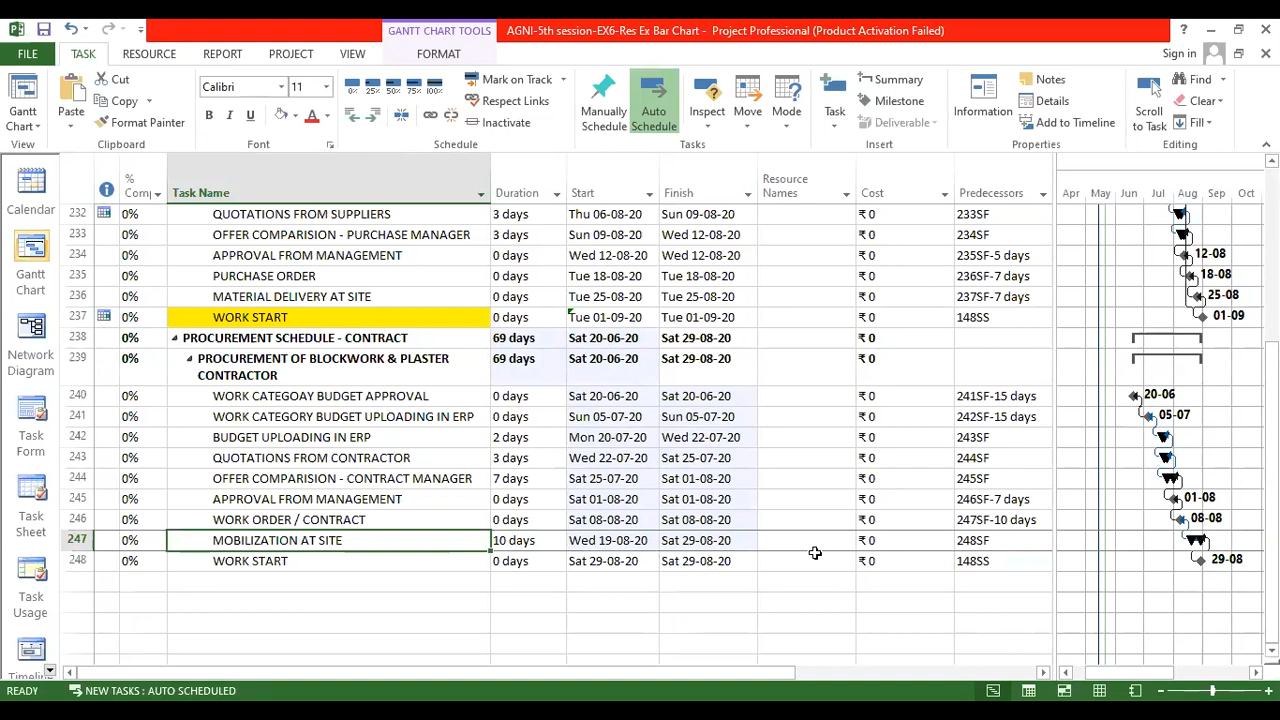 GANTT CHART TOOLS
AGNI-5th session-EX6-Res Ex Bar Chart - Project Professional (Product Activation Failed)
FILE TASK RESOURCE REPORT PROJECT VIEW FORMAT Sign in
Gantt Chart
View
Paste
Cut
Copy
Format Painter
Clipboard
Calibri 11
B I U A
Font
0% 25% 50% 75% 100%
Mark on Track
Respect Links
Inactivate
Schedule
Manually Schedule
Auto Schedule
Inspect
Move
Mode
Tasks
Task
Summary
Milestone
Deliverable
Insert
Information
Notes
Details
Add to Timeline
Properties
Scroll to Task
Find
Clear
Fill
Editing
Calendar
Gantt Chart
Network Diagram
Task Form
Task Sheet
Task Usage
Timeline
% Comp Task Name Duration Start Finish Resource Names Cost Predecessors Apr May Jun Jul Aug Sep Oct
232 0% QUOTATIONS FROM SUPPLIERS 3 days Thu 06-08-20 Sun 09-08-20 ₹ 0 233SF
233 0% OFFER COMPARISION - PURCHASE MANAGER 3 days Sun 09-08-20 Wed 12-08-20 ₹ 0 234SF
234 0% APPROVAL FROM MANAGEMENT 0 days Wed 12-08-20 Wed 12-08-20 ₹ 0 235SF-5 days 12-08
235 0% PURCHASE ORDER 0 days Tue 18-08-20 Tue 18-08-20 ₹ 0 236SF-7 days 18-08
236 0% MATERIAL DELIVERY AT SITE 0 days Tue 25-08-20 Tue 25-08-20 ₹ 0 237SF-7 days 25-08
237 0% WORK START 0 days Tue 01-09-20 Tue 01-09-20 ₹ 0 148SS 01-09
238 0% PROCUREMENT SCHEDULE - CONTRACT 69 days Sat 20-06-20 Sat 29-08-20 ₹ 0
239 0% PROCUREMENT OF BLOCKWORK & PLASTER 69 days Sat 20-06-20 Sat 29-08-20 ₹ 0
CONTRACTOR
240 0% WORK CATEGOAY BUDGET APPROVAL 0 days Sat 20-06-20 Sat 20-06-20 ₹ 0 241SF-15 days 20-06
241 0% WORK CATEGORY BUDGET UPLOADING IN ERP 0 days Sun 05-07-20 Sun 05-07-20 ₹ 0 242SF-15 days 05-07
242 0% BUDGET UPLOADING IN ERP 2 days Mon 20-07-20 Wed 22-07-20 ₹ 0 243SF
243 0% QUOTATIONS FROM CONTRACTOR 3 days Wed 22-07-20 Sat 25-07-20 ₹ 0 244SF
244 0% OFFER COMPARISION - CONTRACT MANAGER 7 days Sat 25-07-20 Sat 01-08-20 ₹ 0 245SF
245 0% APPROVAL FROM MANAGEMENT 0 days Sat 01-08-20 Sat 01-08-20 ₹ 0 246SF-7 days 01-08
246 0% WORK ORDER / CONTRACT 0 days Sat 08-08-20 Sat 08-08-20 ₹ 0 247SF-10 days 08-08
247 0% MOBILIZATION AT SITE 10 days Wed 19-08-20 Sat 29-08-20 ₹ 0 248SF
248 0% WORK START 0 days Sat 29-08-20 Sat 29-08-20 ₹ 0 148SS 29-08
READY NEW TASKS : AUTO SCHEDULED